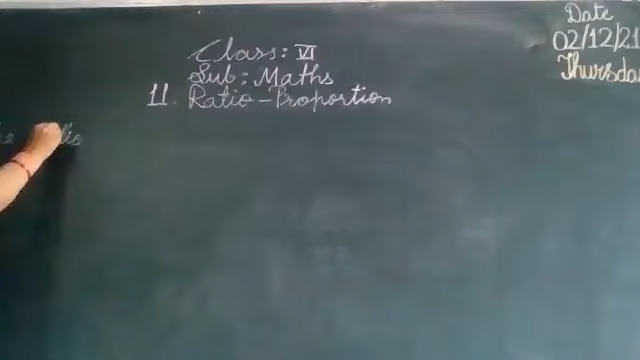 Date
02/12/21
Thursda
Class: VI
Sub: Maths
11. Ratio-Proportion